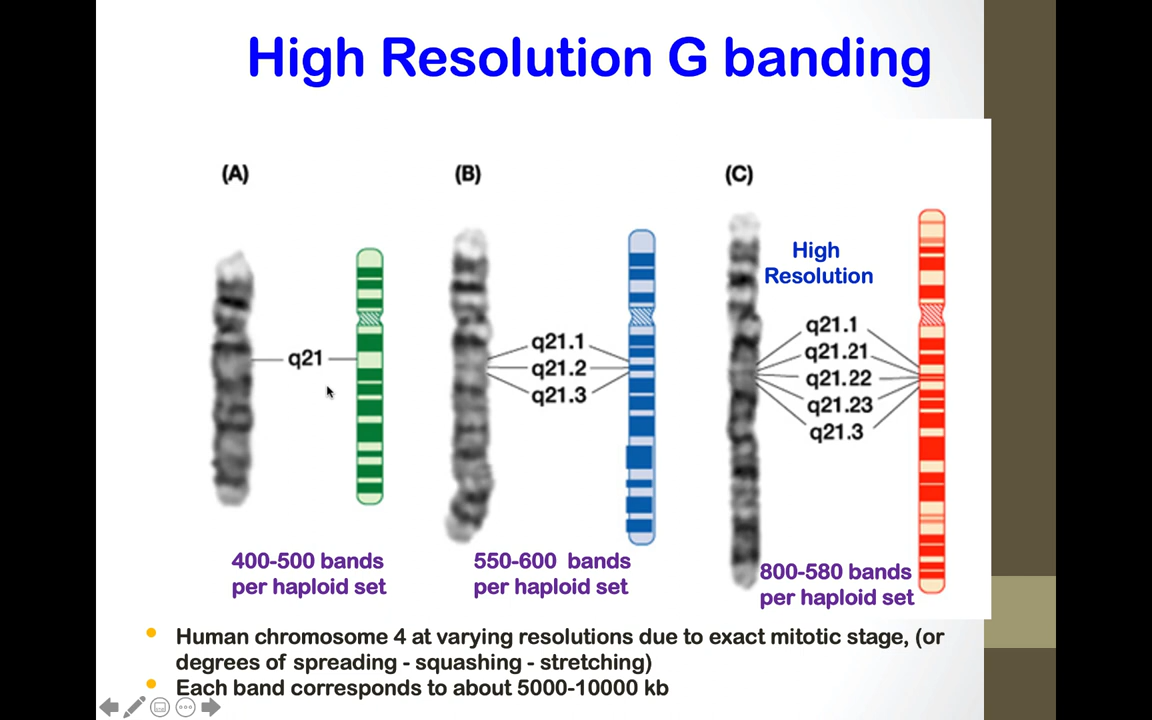 High Resolution G banding
(A)
(B)
(C)
High
Resolution
q21
q21.1
q21.2
q21.3
q21.1
q21.21
q21.22
q21.23
q21.3
400-500 bands
per haploid set
550-600 bands
per haploid set
800-580 bands
per haploid set
Human chromosome 4 at varying resolutions due to exact mitotic stage, (or
degrees of spreading - squashing - stretching)
Each band corresponds to about 5000-10000 kb